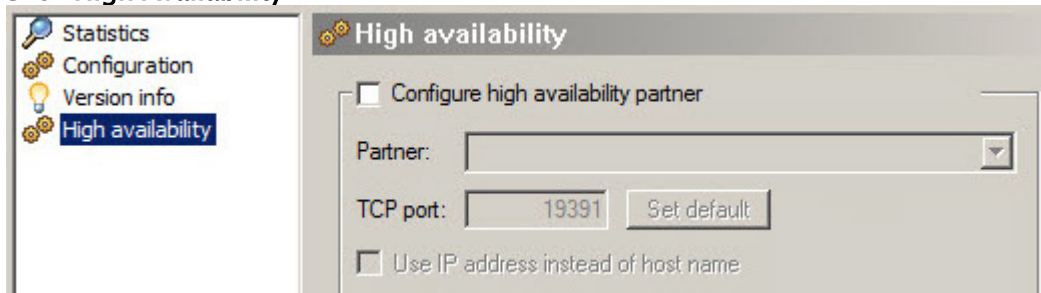 Statistics
Configuration
Version info
High availability
High availability
Configure high availability partner
Partner:
TCP port: 19391 Set default
Use IP address instead of host name